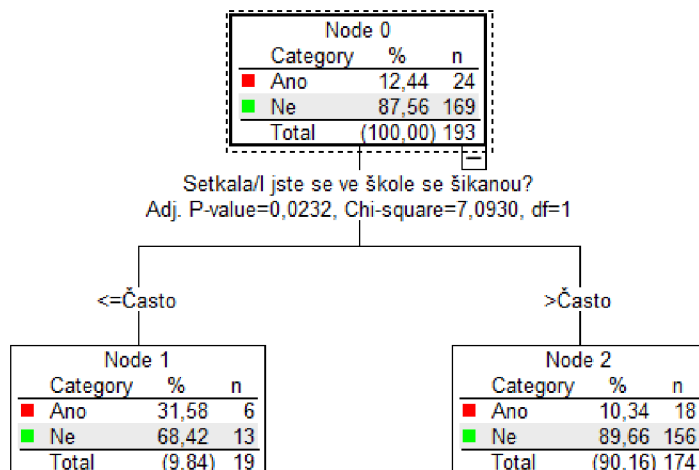 Node 0
Category % n
Ano 12,44 24
Ne 87,56 169
Total (100,00) 193
Setkala/l jste se ve škole se šikanou?
Adj. P-value=0,0232, Chi-square=7,0930, df=1
<=Často
>Často
Node 1
Category % n
Ano 31,58 6
Ne 68,42 13
Total (9,84) 19
Node 2
Category % n
Ano 10,34 18
Ne 89,66 156
Total (90,16) 174